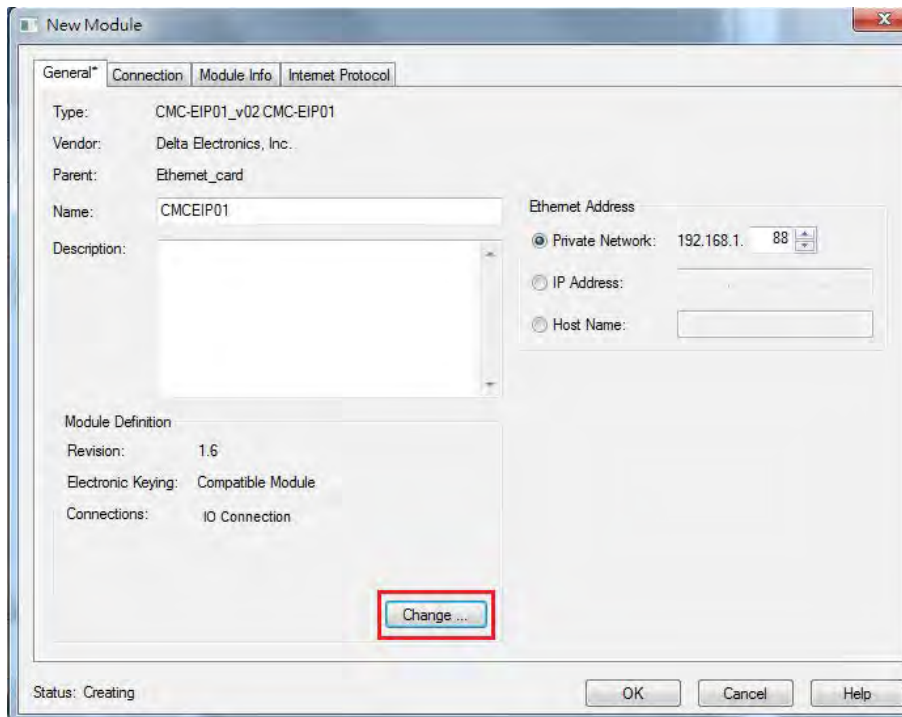 New Module
General* Connection Module Info Internet Protocol
Type: CMC-EIP01_v02 CMC-EIP01
Vendor: Delta Electronics, Inc.
Parent: Ethernet_card
Name: CMCEIP01
Description:
Ethernet Address
Private Network: 192.168.1. 88
IP Address: .
Host Name:
Module Definition
Revision: 1.6
Electronic Keying: Compatible Module
Connections: IO Connection
Change ...
Status: Creating
OK Cancel Help